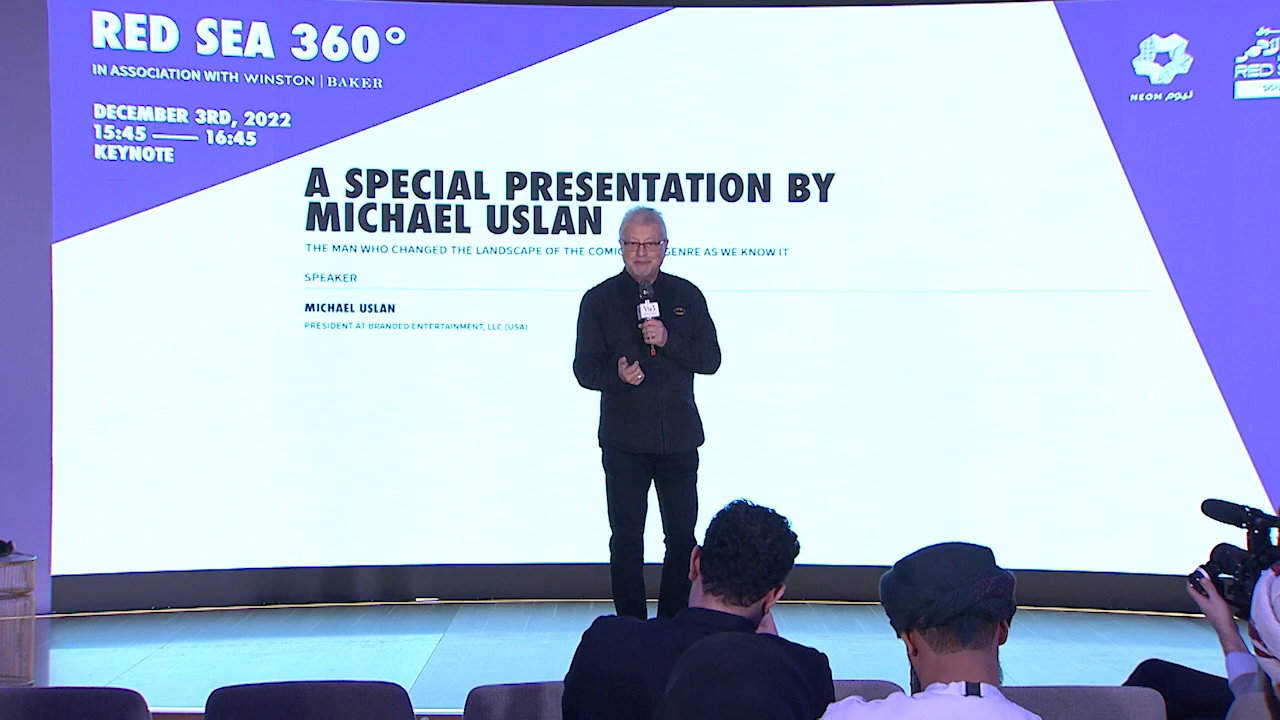 RED SEA 360°
IN ASSOCIATION WITH WINSTON | BAKER
DECEMBER 3RD, 2022
15:45 —— 16:45
KEYNOTE
NEOM نيوم
RED
A SPECIAL PRESENTATION BY
MICHAEL USLAN
THE MAN WHO CHANGED THE LANDSCAPE OF THE GENRE AS WE KNOW IT
SPEAKER
MICHAEL USLAN
PRESIDENT AT BRANDED ENTERTAINMENT, LLC (USA)